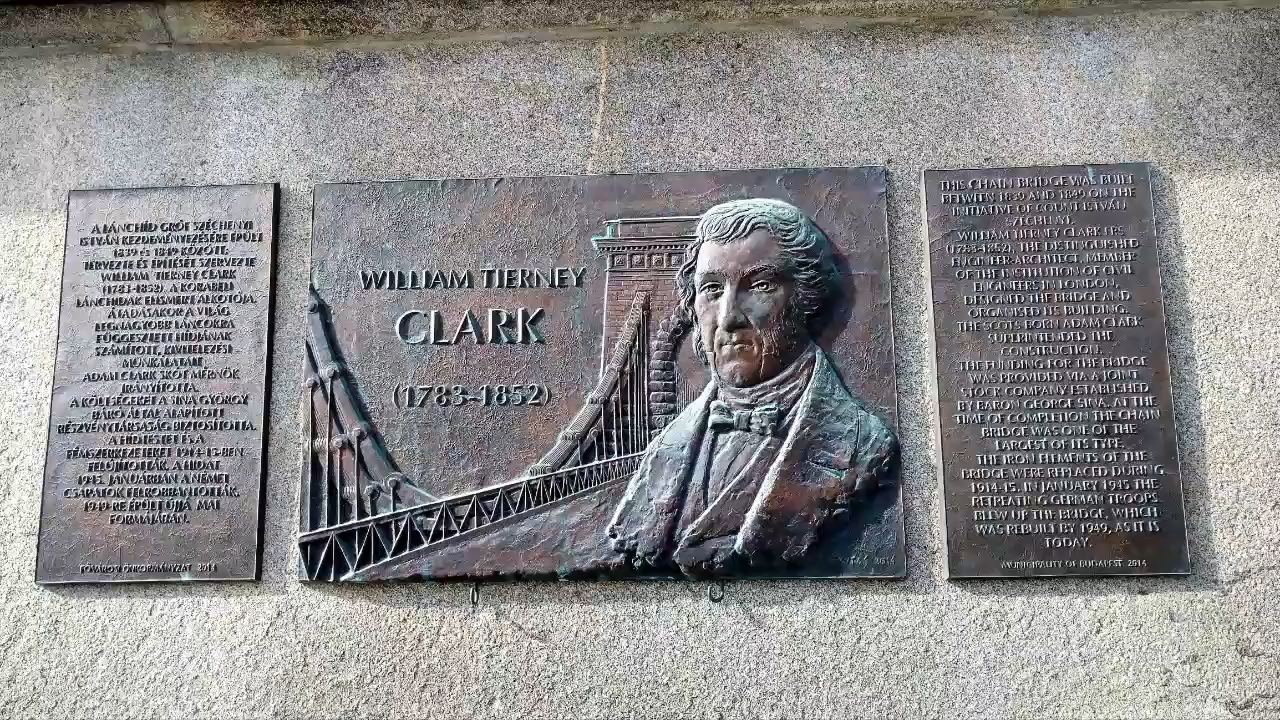 A LÁNCHÍD GRÓF SZÉCHENYI
ISTVÁN KEZDEMÉNYEZÉSÉRE ÉPÜLT
1839 ÉS 1849 KÖZÖTT.
TERVEZTE ÉS ÉPÍTÉSÉT SZERVEZTE
WILLIAM TIERNEY CLARK
A KORABELI
LÁNCHIDAK ELISMERT ALKOTÓJA.
ÁTADÁSAKOR A VILÁG
LEGNAGYOBB LÁNCOKRA
FÜGGESZTETT HÍDJÁNAK
SZÁMÍTOTT. KIVITELEZÉSI
MUNKÁLATAIT
ADAM CLARK SKÓT MÉRNÖK
IRÁNYÍTOTTA.
A KÖLTSÉGEKET A SINA GYÖRGY
BÁRÓ ÁLTAL ALAPÍTOTT
RÉSZVÉNYTÁRSASÁG BIZTOSÍTOTTA.
A HÍDTESTET ÉS A
FÉMSZERKEZETEKET 1914-15-BEN
FELÚJÍTOTTÁK. A HIDAT
1945. JANUÁRJÁBAN A NÉMET
CSAPATOK FELROBBANTOTTÁK.
1949-RE ÉPÜLT ÚJJÁ MAI
FORMÁJÁBAN.
FŐVÁROSI ÖNKORMÁNYZAT 2014
WILLIAM TIERNEY
CLARK
(1783-1852)
THIS CHAIN BRIDGE WAS BUILT
BETWEEN 1839 AND 1849 ON THE
INITIATIVE OF COUNT ISTVÁN
SZÉCHENYI.
WILLIAM TIERNEY CLARK FRS
(1783-1852), THE DISTINGUISHED
ENGINEER-ARCHITECT, MEMBER
OF THE INSTITUTION OF CIVIL
ENGINEERS IN LONDON,
DESIGNED THE BRIDGE AND
ORGANISED ITS BUILDING.
THE SCOTS-BORN ADAM CLARK
SUPERINTENDED THE
CONSTRUCTION.
THE FUNDING FOR THE BRIDGE
WAS PROVIDED VIA A JOINT
STOCK COMPANY ESTABLISHED
BY BARON GEORGE SINA. AT THE
TIME OF COMPLETION THE CHAIN
BRIDGE WAS ONE OF THE
LARGEST OF ITS TYPE.
THE IRON ELEMENTS OF THE
BRIDGE WERE REPLACED DURING
1914-15. IN JANUARY 1945 THE
RETREATING GERMAN TROOPS
BLEW UP THE BRIDGE, WHICH
WAS REBUILT BY 1949, AS IT IS
TODAY.
MUNICIPALITY OF BUDAPEST 2014